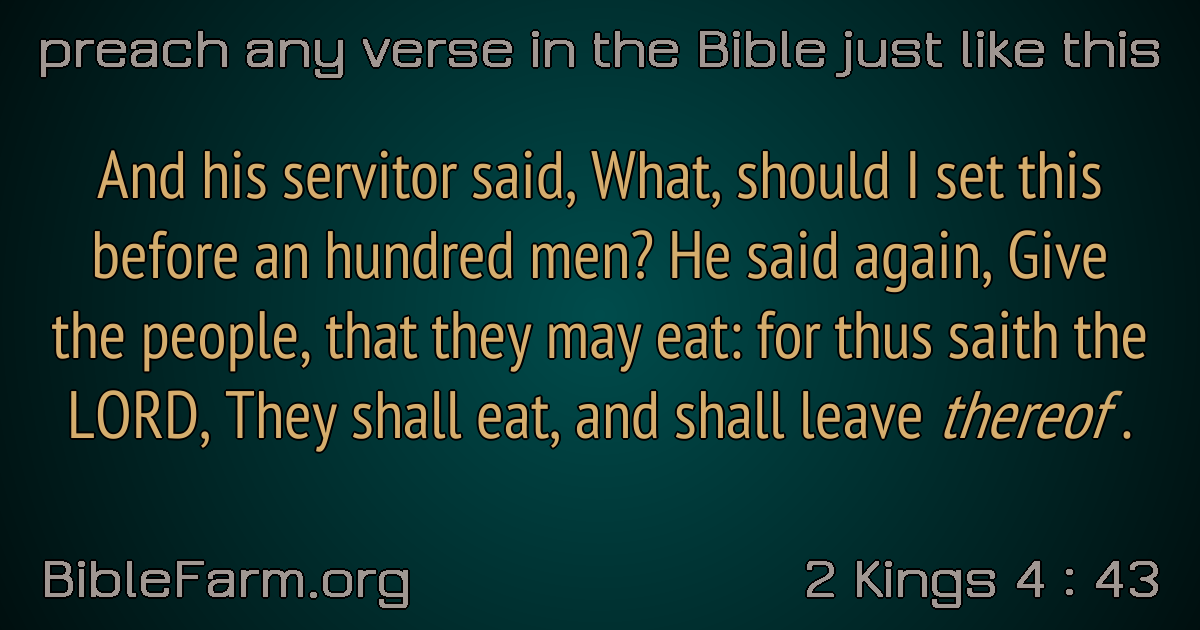 preach any verse in the Bible just like this
And his servitor said, What, should I set this
before an hundred men? He said again, Give
the people, that they may eat: for thus saith the
LORD, They shall eat, and shall leave thereof .
BibleFarm.org
2 Kings 4 : 43